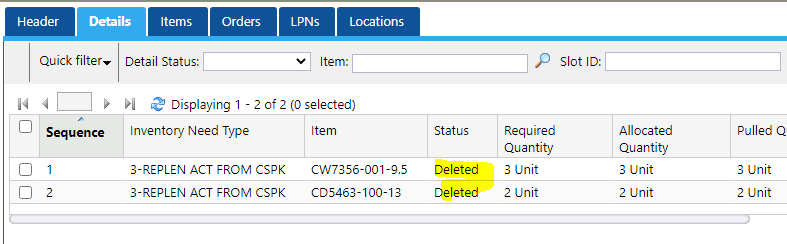 Header Details Items Orders LPNs Locations
Quick filter Detail Status: Item: Slot ID:
Displaying 1 - 2 of 2 (0 selected)
Sequence Inventory Need Type Item Status Required Quantity Allocated Quantity Pulled Q
1 3-REPLEN ACT FROM CSPK CW7356-001-9.5 Deleted 3 Unit 3 Unit 3 Unit
2 3-REPLEN ACT FROM CSPK CD5463-100-13 Deleted 2 Unit 2 Unit 2 Unit